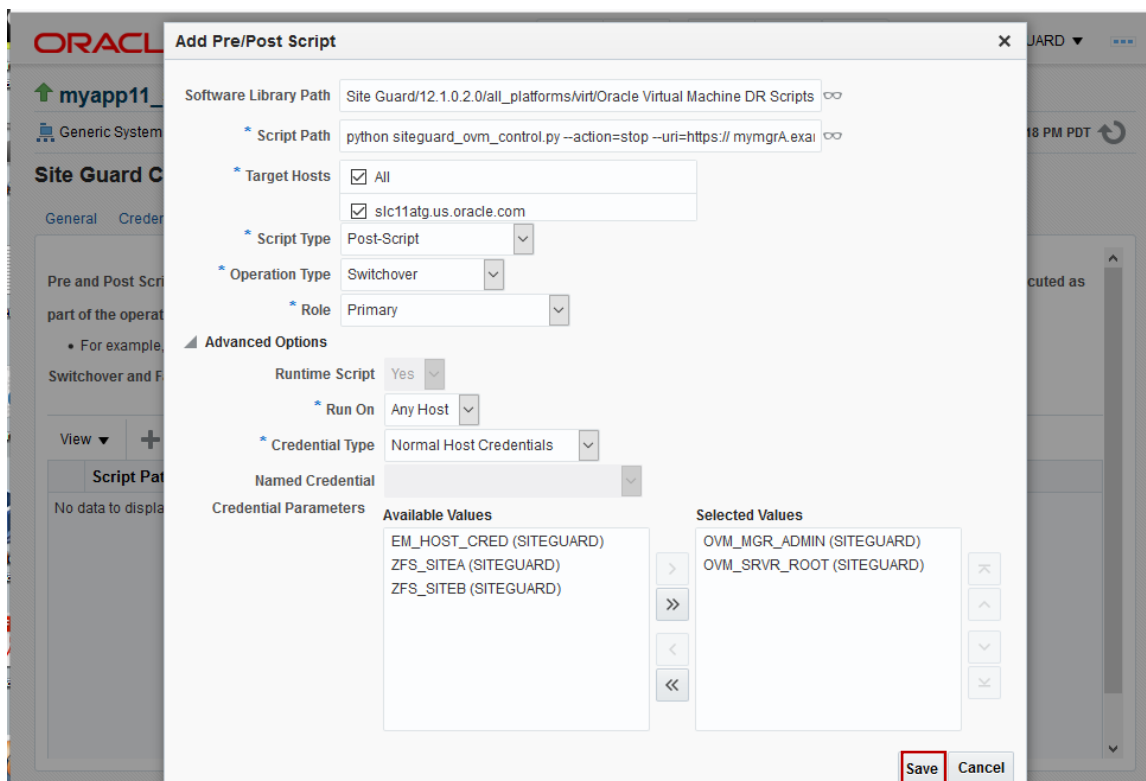 ORACL
Add Pre/Post Script
UARD
myapp11_
Generic System
18 PM PDT
Site Guard C
General Creder
Pre and Post Scri
cuted as
part of the operat
• For example,
Switchover and F
View
Script Pat
No data to displa
Software Library Path Site Guard/12.1.0.2.0/all_platforms/virt/Oracle Virtual Machine DR Scripts
* Script Path python siteguard_ovm_control.py --action=stop --uri=https:// mymgrA.exa
* Target Hosts All
slc11atg.us.oracle.com
* Script Type Post-Script
* Operation Type Switchover
* Role Primary
Advanced Options
Runtime Script Yes
* Run On Any Host
* Credential Type Normal Host Credentials
Named Credential
Credential Parameters
Available Values Selected Values
EM_HOST_CRED (SITEGUARD) OVM_MGR_ADMIN (SITEGUARD)
ZFS_SITEA (SITEGUARD) OVM_SRVR_ROOT (SITEGUARD)
ZFS_SITEB (SITEGUARD)
Save Cancel